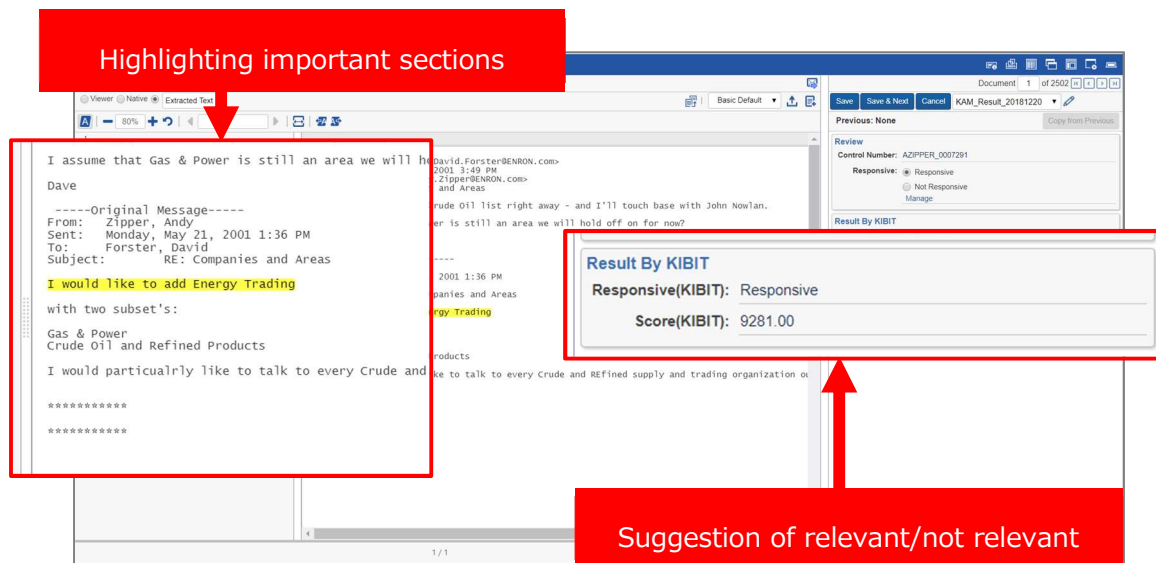 Highlighting important sections
Document 1 of 2502
Viewer Native Extracted Text
Basic Default
Save Save & Next Cancel KAM_Result_20181220
80%
Previous: None Copy from Previous
Review
Control Number: AZIPPER_0007291
Responsive: Responsive
Not Responsive
Manage
Result By KIBIT
I assume that Gas & Power is still an area we will h
Dave
-----Original Message-----
From: Zipper, Andy
Sent: Monday, May 21, 2001 1:36 PM
To: Forster, David
Subject: RE: Companies and Areas
I would like to add Energy Trading
with two subset's:
Gas & Power
Crude Oil and Refined Products
I would particualrly like to talk to every Crude and
***********
***********
David.Forster@ENRON.com>
2001 3:49 PM
.Zipper@ENRON.com>
and Areas
rude Oil list right away - and I'll touch base with John Nowlan.
er is still an area we will hold off on for now?
----
2001 1:36 PM
panies and Areas
rgy Trading
roducts
ke to talk to every Crude and REfined supply and trading organization ou
Result By KIBIT
Responsive(KIBIT): Responsive
Score(KIBIT): 9281.00
Suggestion of relevant/not relevant
1 / 1